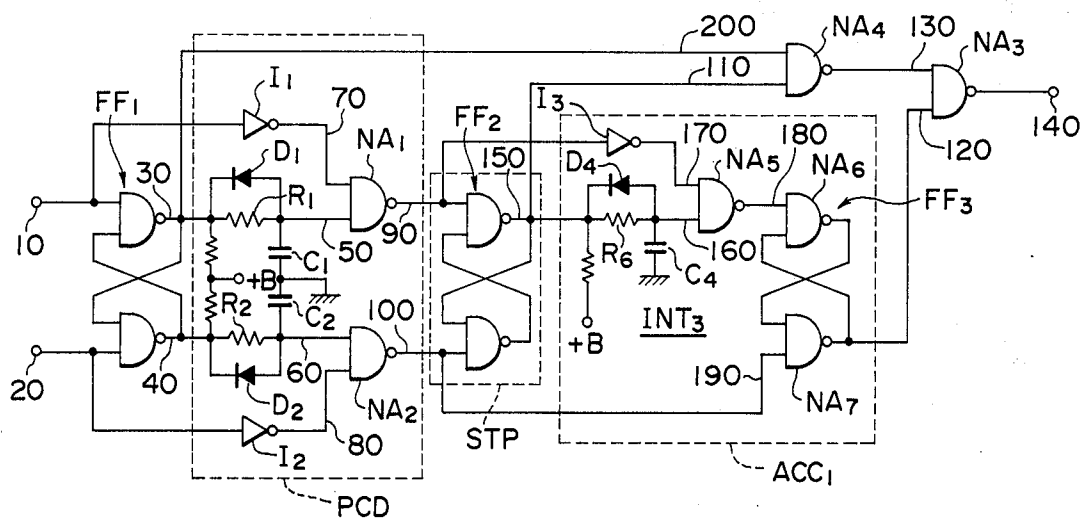 200
NA4
130
NA3
I1
70
110
FF1
D1
NA1
I3
FF2
170
180
NA6
120
140
30
R1
150
D4
NA5
FF3
10
50
90
R6
160
C1
+B
C4
R2
C2
100
INT3
+B
20
40
60
190
D2
NA2
NA7
80
STP
I2
ACC1
PCD